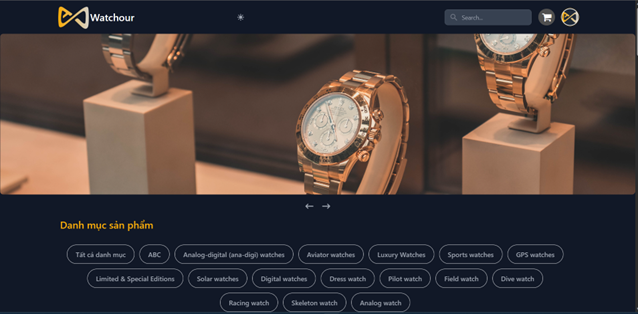 Watchour
Search...
Danh mục sản phẩm
Tất cả danh mục ABC Analog-digital (ana-digi) watches Aviator watches Luxury Watches Sports watches GPS watches
Limited & Special Editions Solar watches Digital watches Dress watch Pilot watch Field watch Dive watch
Racing watch Skeleton watch Analog watch